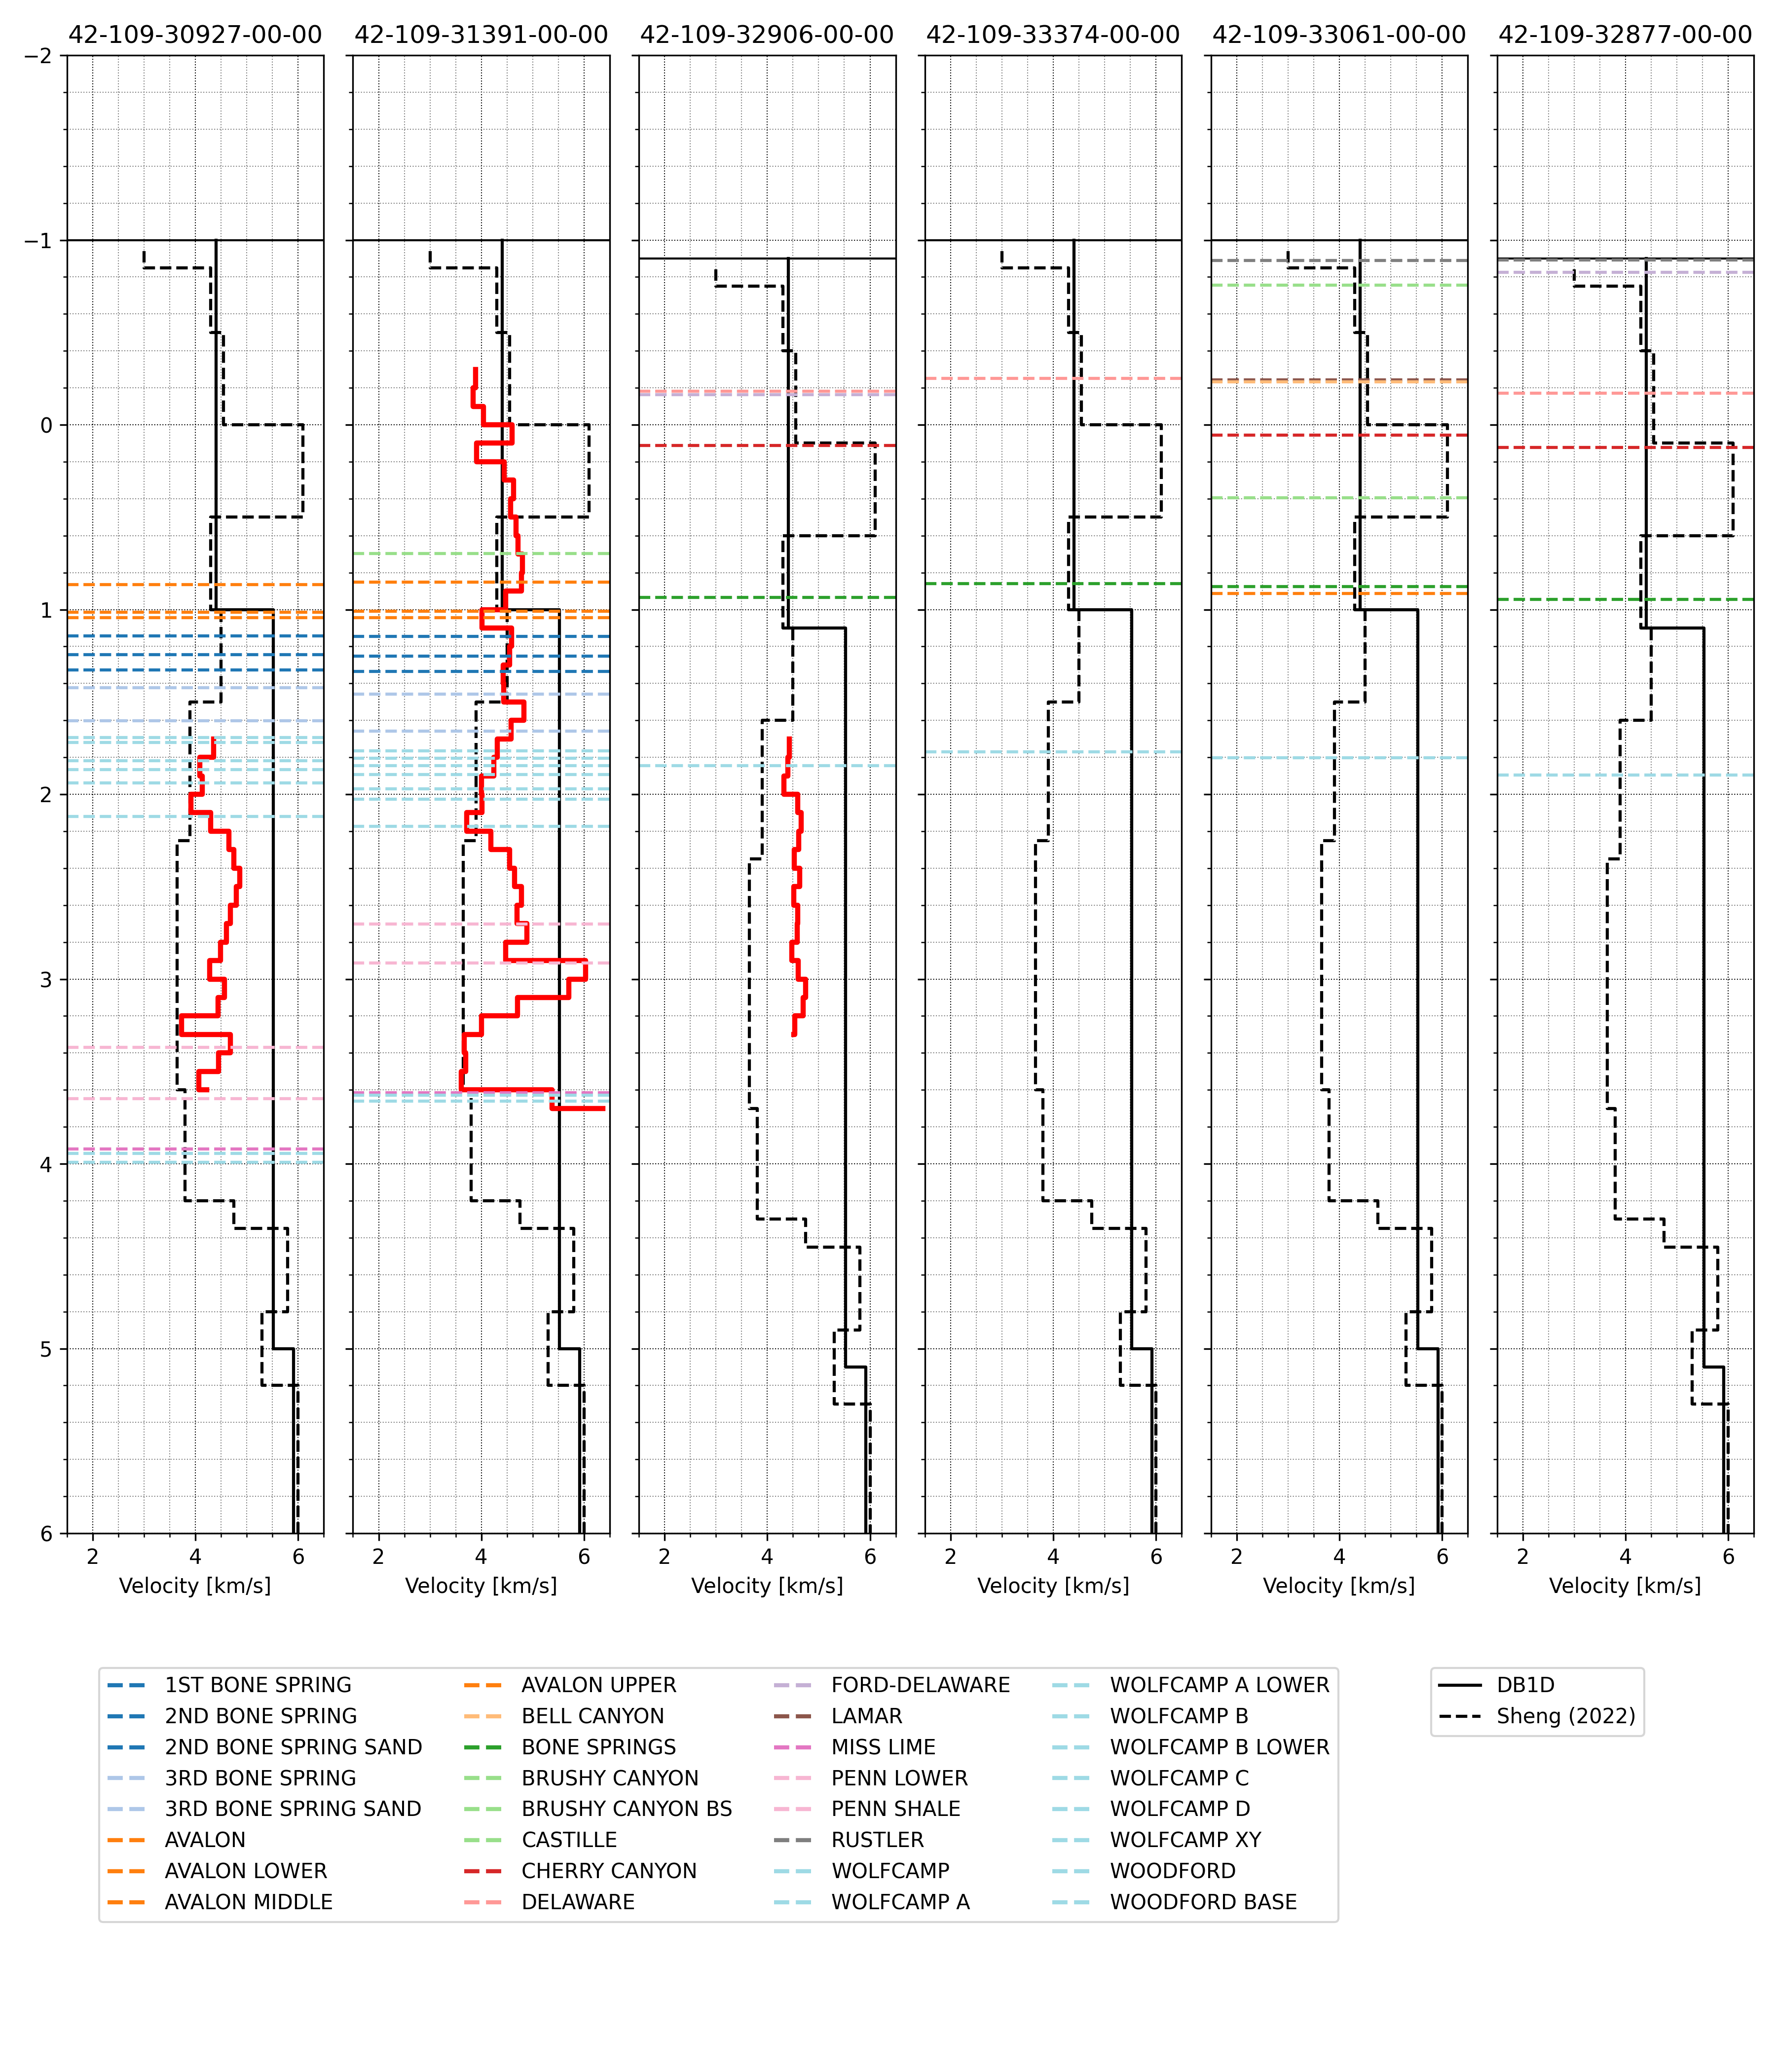 42-109-30927-00-00 42-109-31391-00-00 42-109-32906-00-00 42-109-33374-00-00 42-109-33061-00-00 42-109-32877-00-00
−2
−1
0
1
2
3
4
5
6
2 4 6 2 4 6 2 4 6 2 4 6 2 4 6 2 4 6
Velocity [km/s] Velocity [km/s] Velocity [km/s] Velocity [km/s] Velocity [km/s] Velocity [km/s]
1ST BONE SPRING
2ND BONE SPRING
2ND BONE SPRING SAND
3RD BONE SPRING
3RD BONE SPRING SAND
AVALON
AVALON LOWER
AVALON MIDDLE
AVALON UPPER
BELL CANYON
BONE SPRINGS
BRUSHY CANYON
BRUSHY CANYON BS
CASTILLE
CHERRY CANYON
DELAWARE
FORD-DELAWARE
LAMAR
MISS LIME
PENN LOWER
PENN SHALE
RUSTLER
WOLFCAMP
WOLFCAMP A
WOLFCAMP A LOWER
WOLFCAMP B
WOLFCAMP B LOWER
WOLFCAMP C
WOLFCAMP D
WOLFCAMP XY
WOODFORD
WOODFORD BASE
DB1D
Sheng (2022)